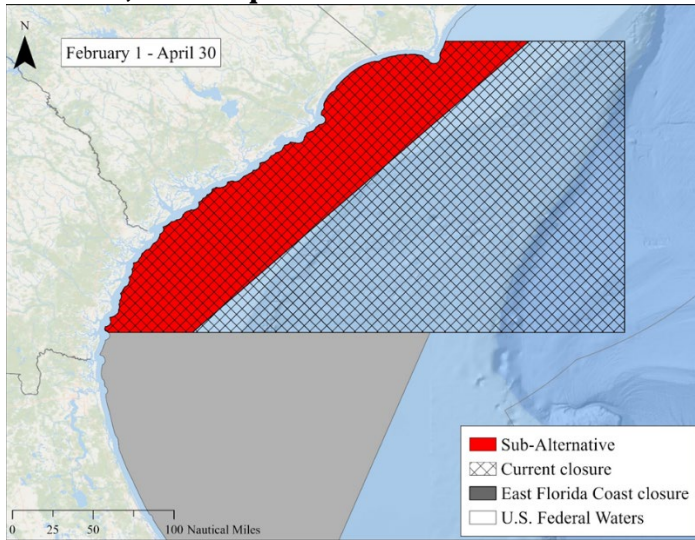 N
February 1 - April 30
Sub-Alternative
Current closure
East Florida Coast closure
U.S. Federal Waters
0 25 50 100 Nautical Miles